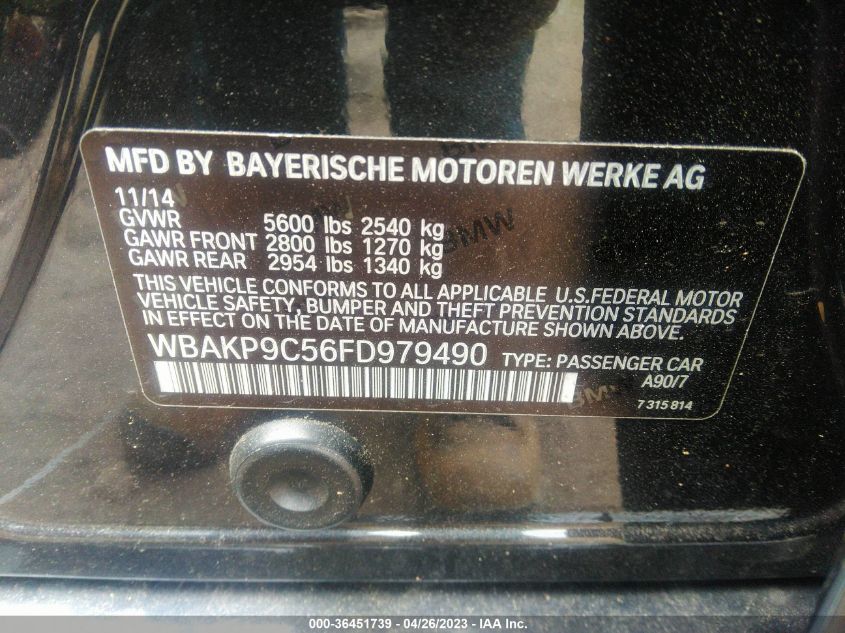 MFD BY BAYERISCHE MOTOREN WERKE AG
11/14
GVWR 5600 lbs 2540 kg
GAWR FRONT 2800 lbs 1270 kg
GAWR REAR 2954 lbs 1340 kg
THIS VEHICLE CONFORMS TO ALL APPLICABLE U.S.FEDERAL MOTOR
VEHICLE SAFETY, BUMPER AND THEFT PREVENTION STANDARDS
IN EFFECT ON THE DATE OF MANUFACTURE SHOWN ABOVE.
WBAKP9C56FD979490 TYPE: PASSENGER CAR
A90/7
7 315 814
BMW
000-36451739 - 04/26/2023 - IAA Inc.